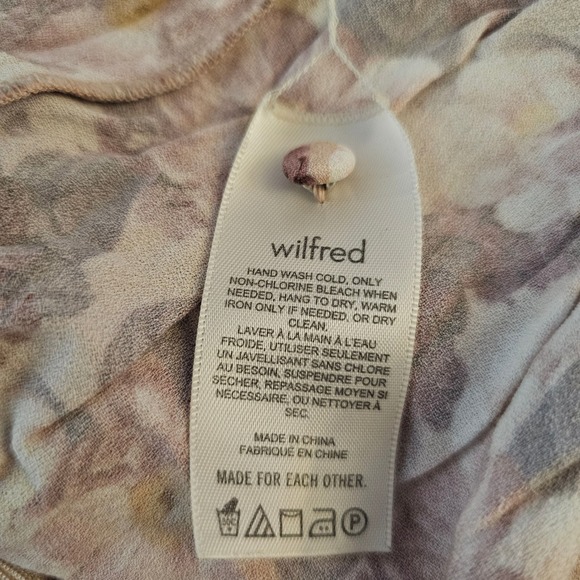 wilfred
HAND WASH COLD, ONLY
NON-CHLORINE BLEACH WHEN
NEEDED, HANG TO DRY, WARM
IRON ONLY IF NEEDED, OR DRY
CLEAN.
LAVER À LA MAIN À L'EAU
FROIDE, UTILISER SEULEMENT
UN JAVELLISANT SANS CHLORE
AU BESOIN, SUSPENDRE POUR
SÉCHER, REPASSAGE MOYEN SI
NÉCESSAIRE, OU NETTOYER À
SEC.
MADE IN CHINA
FABRIQUÉ EN CHINE
MADE FOR EACH OTHER.
30C P